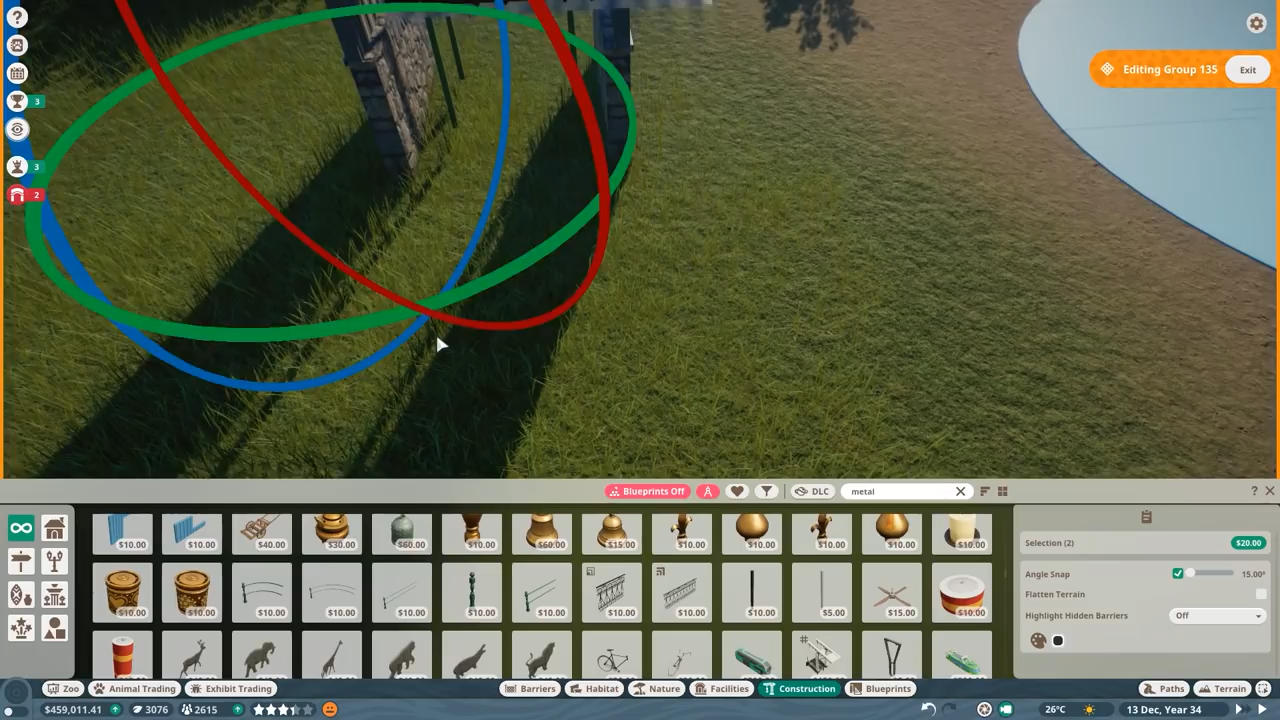 Editing Group 135 Exit
3
3
2
Blueprints Off DLC metal
$10.00 $10.00 $40.00 $30.00 $60.00 $10.00 $60.00 $15.00 $10.00 $10.00 $10.00 $10.00 $10.00
$10.00 $10.00 $10.00 $10.00 $10.00 $10.00 $10.00 $10.00 $10.00 $10.00 $5.00 $15.00 $10.00
Selection (2) $20.00
Angle Snap 15.00°
Flatten Terrain
Highlight Hidden Barriers Off
Zoo Animal Trading Exhibit Trading Barriers Habitat Nature Facilities Construction Blueprints Paths Terrain
$459,011.41 3076 2615 26°C 13 Dec, Year 34